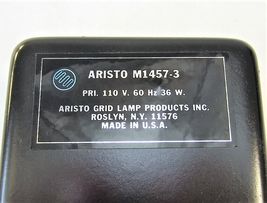 ARISTO M1457-3
PRI. 110 V. 60 Hz 36 W.
ARISTO GRID LAMP PRODUCTS INC.
ROSLYN, N.Y. 11576
MADE IN U.S.A.